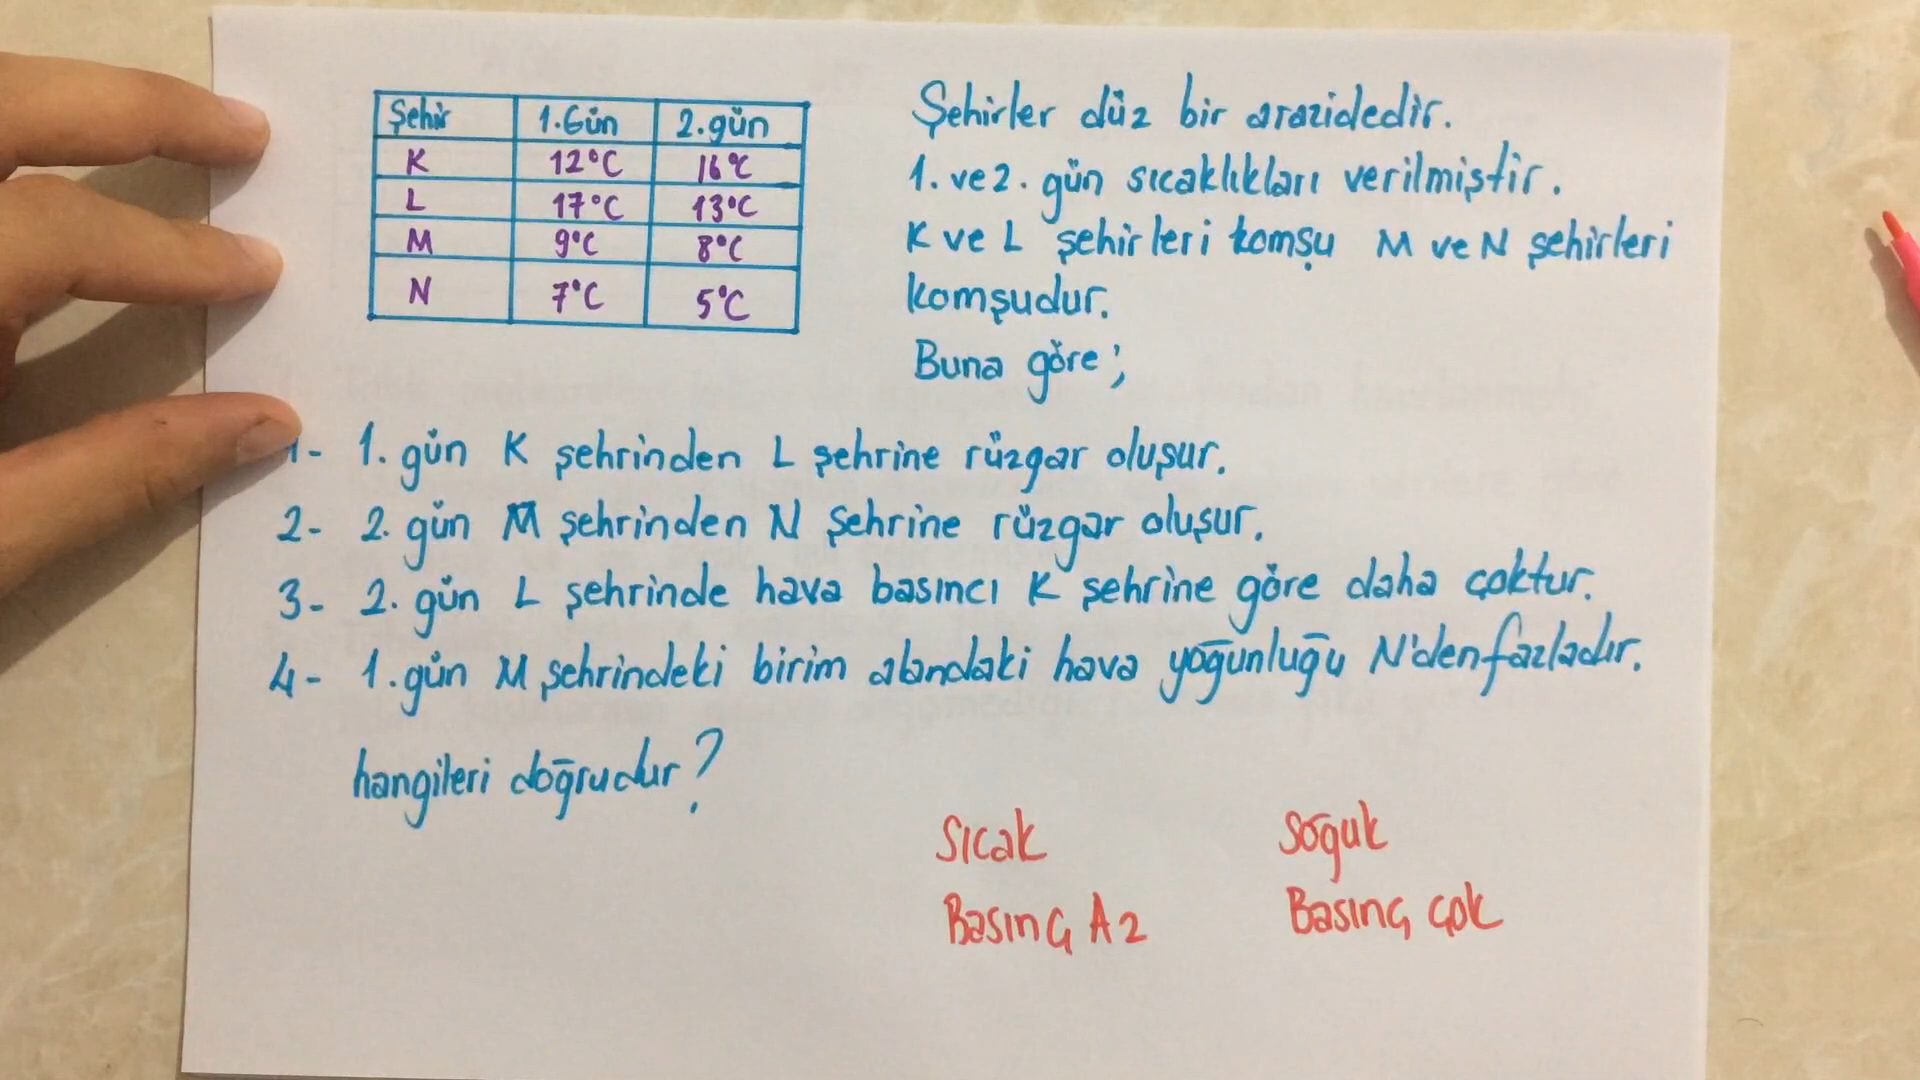 Şehir 1.Gün 2.gün
K 12°C 16°C
L 17°C 13°C
M 9°C 8°C
N 7°C 5°C
Şehirler düz bir arazidedir.
1. ve 2. gün sıcaklıkları verilmiştir.
K ve L şehirleri komşu M ve N şehirleri
komşudur.
Buna göre;
1- 1. gün K şehrinden L şehrine rüzgar oluşur.
2- 2. gün M şehrinden N şehrine rüzgar oluşur.
3- 2. gün L şehrinde hava basıncı K şehrine göre daha çoktur.
4- 1. gün M şehrindeki birim alandaki hava yoğunluğu N'den fazladır.
hangileri doğrudur?
Sıcak Soğuk
Basınç Az Basınç çok